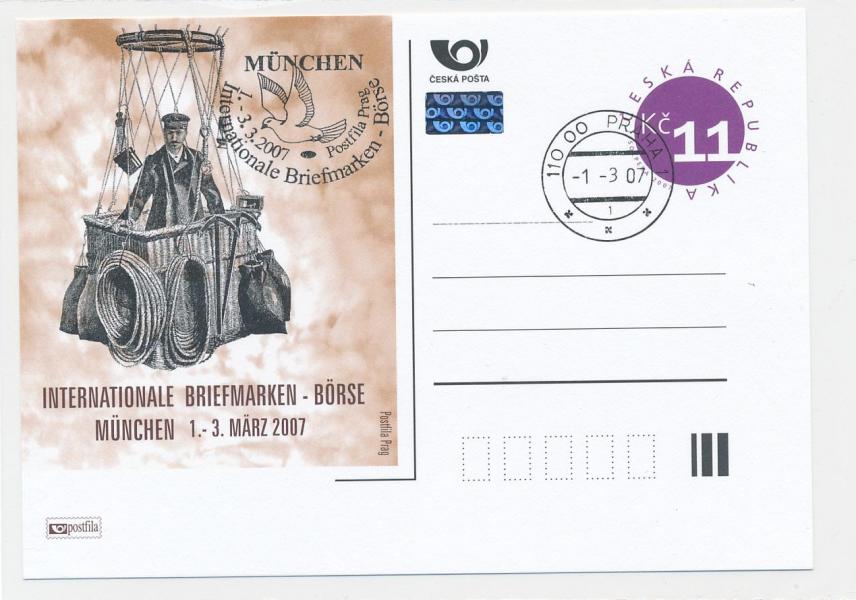 MÜNCHEN
1.-3.3.2007
Postfila Prag
Internationale Briefmarken - Börse
INTERNATIONALE BRIEFMARKEN - BÖRSE
MÜNCHEN 1.- 3. MÄRZ 2007
Postfila Prag
postfila
ČESKÁ POŠTA
ČESKÁ REPUBLIKA
Kč 11
110 00 PRAHA 1
-1 -3 07
1